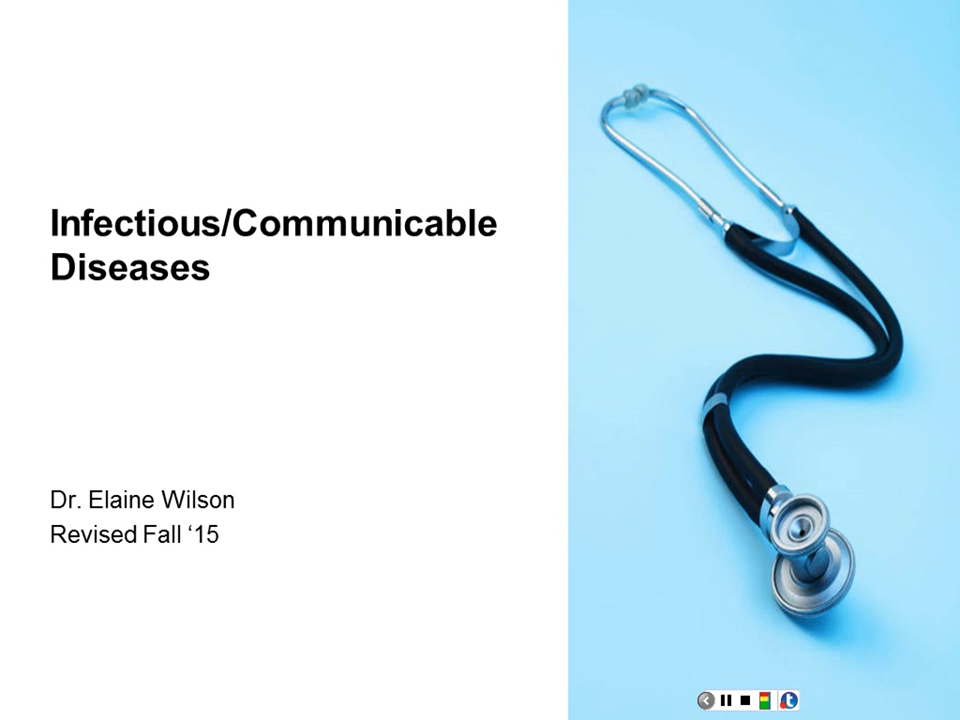 Infectious/Communicable
Diseases
Dr. Elaine Wilson
Revised Fall ‘15